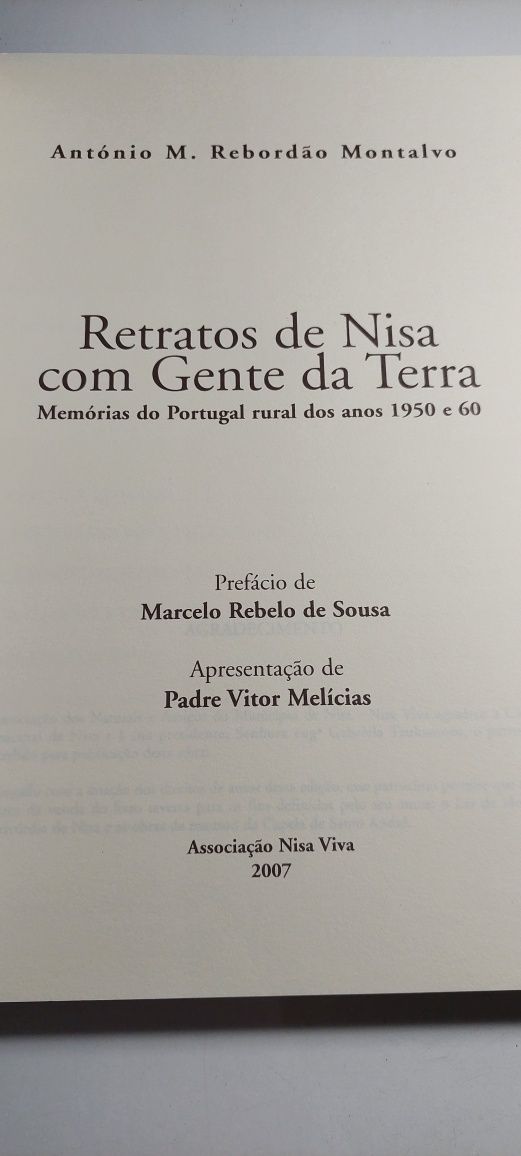 António M. Rebordão Montalvo
Retratos de Nisa
com Gente da Terra
Memórias do Portugal rural dos anos 1950 e 60
Prefácio de
Marcelo Rebelo de Sousa
Apresentação de
Padre Vitor Melícias
AGRADECIMENTO
Associação Nisa Viva
2007